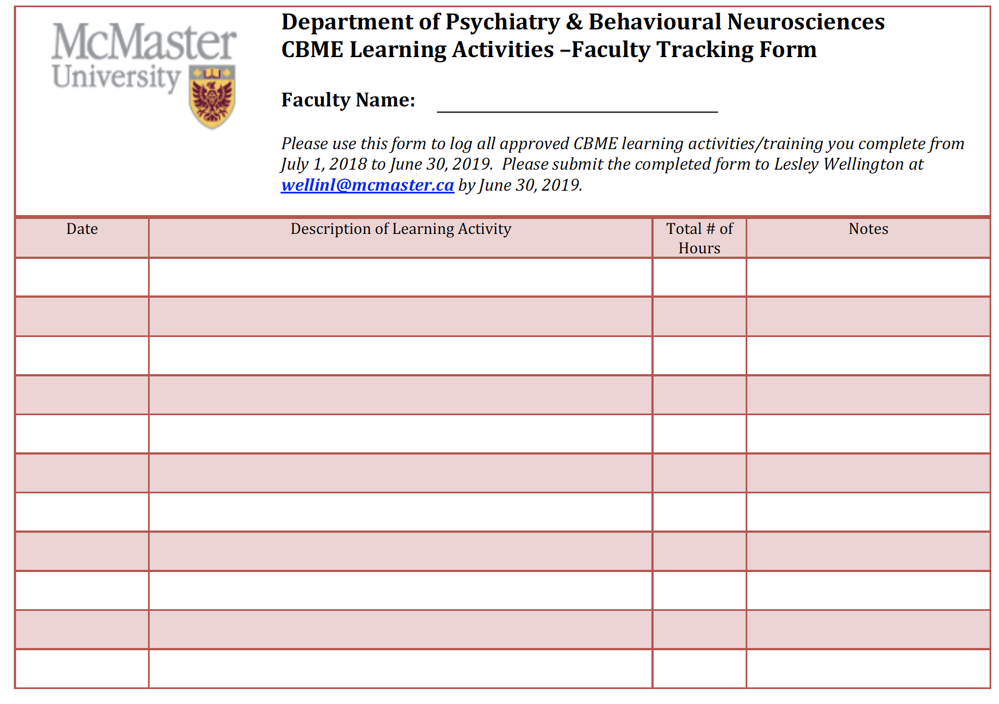 McMaster
University
Department of Psychiatry & Behavioural Neurosciences
CBME Learning Activities –Faculty Tracking Form
Faculty Name:
Please use this form to log all approved CBME learning activities/training you complete from
July 1, 2018 to June 30, 2019.  Please submit the completed form to Lesley Wellington at
wellinl@mcmaster.ca by June 30, 2019.
Date
Description of Learning Activity
Total # of
Hours
Notes